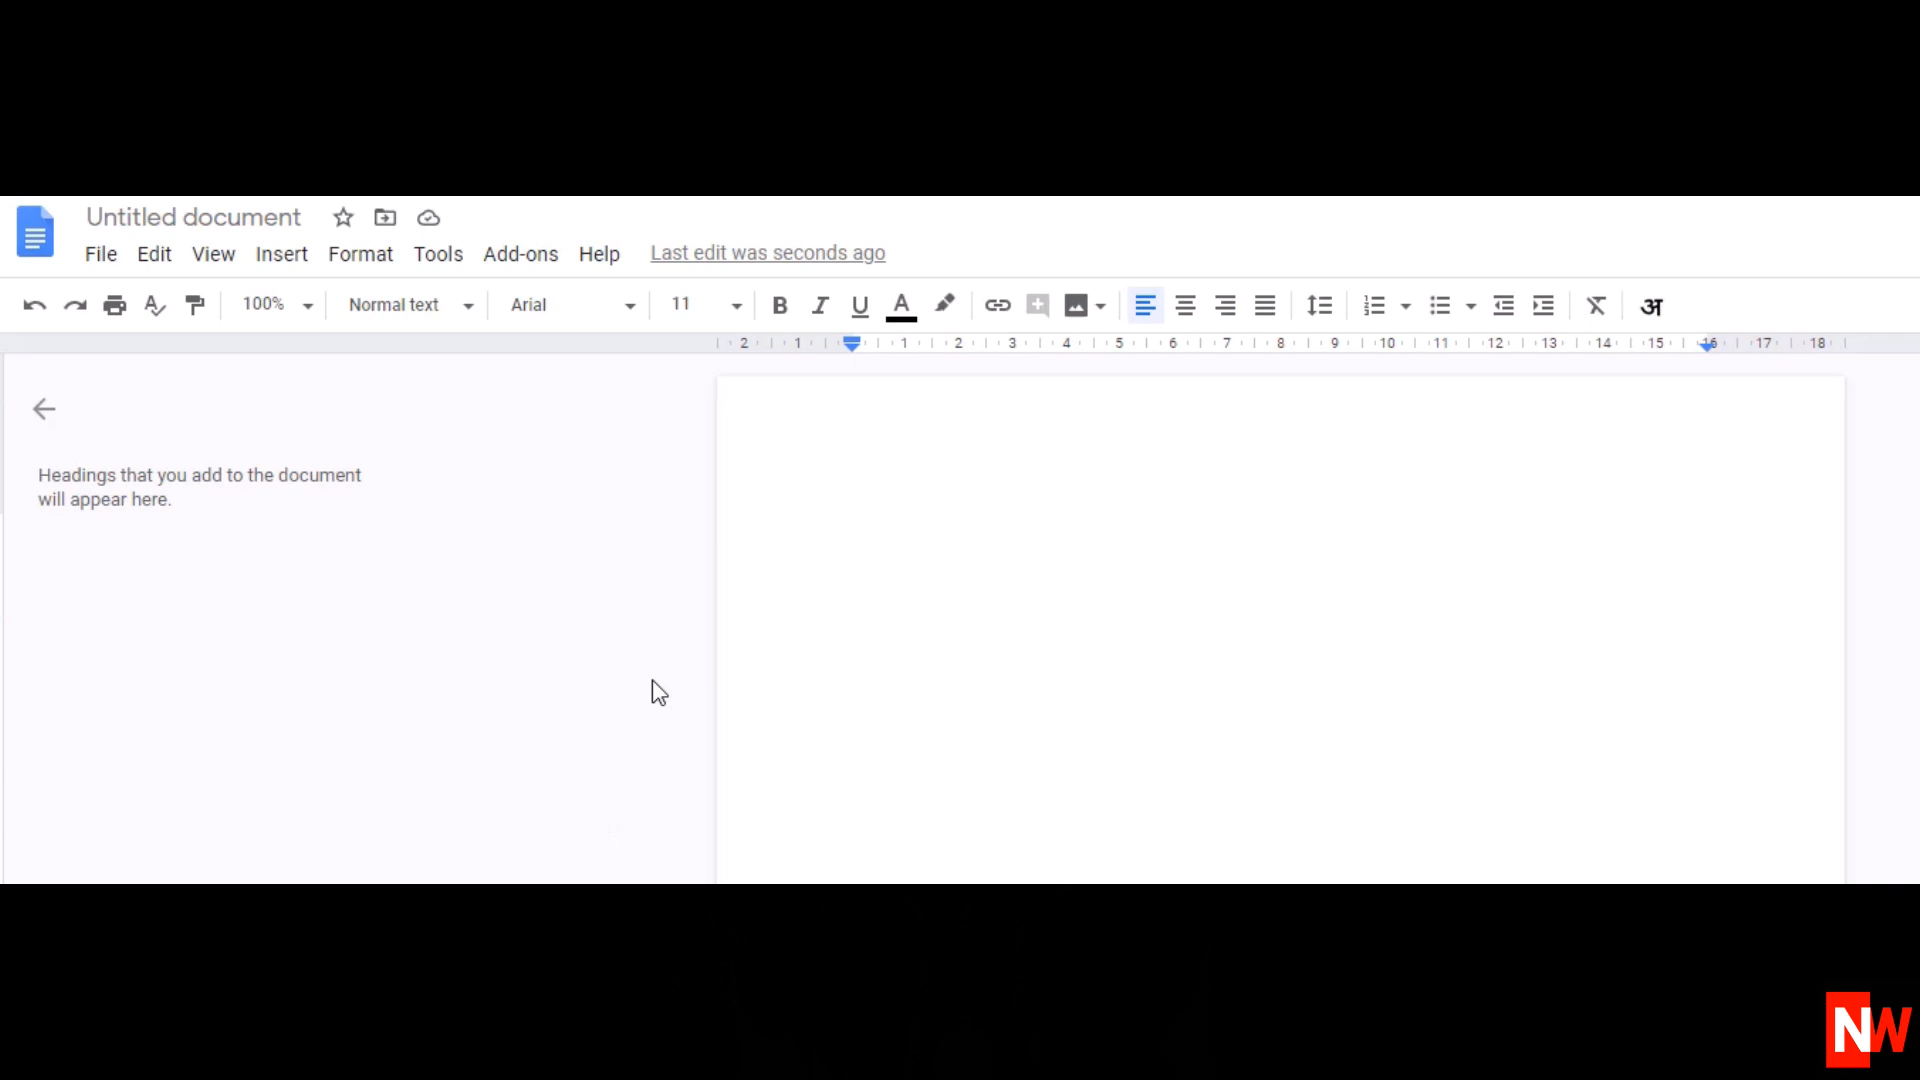 Untitled document
File Edit View Insert Format Tools Add-ons Help Last edit was seconds ago
100% Normal text Arial 11 B I U A अ
2 1 1 2 3 4 5 6 7 8 9 10 11 12 13 14 15 16 17 18
Headings that you add to the document
will appear here.
NW